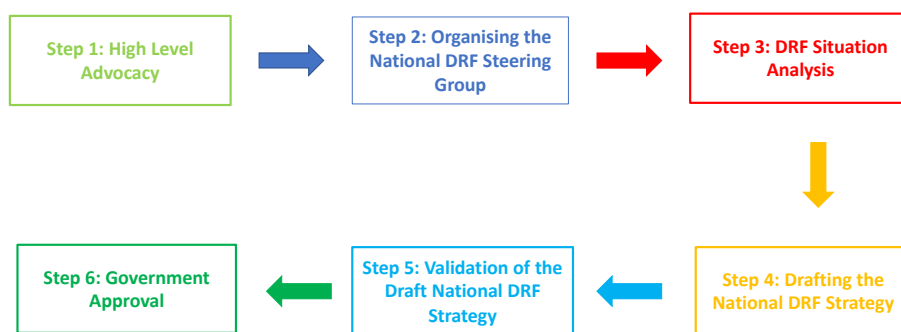 Step 1: High Level
Advocacy
Step 2: Organising the
National DRF Steering
Group
Step 3: DRF Situation
Analysis
Step 4: Drafting the
National DRF Strategy
Step 5: Validation of the
Draft National DRF
Strategy
Step 6: Government
Approval